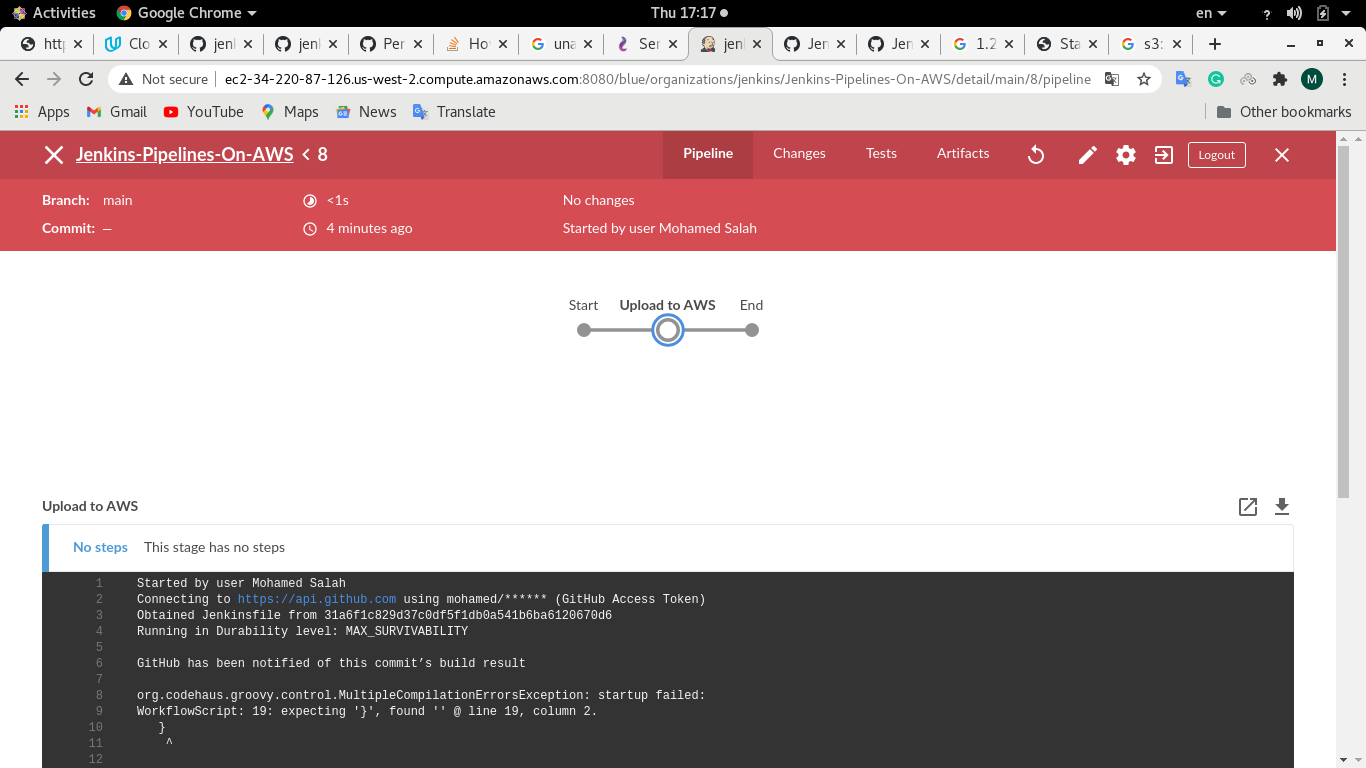 Activities Google Chrome Thu 17:17 en ?
htt Clo jenl jenl Per Ho una Ser jenl Jen Jen 1.2 Sta s3:
Not secure ec2-34-220-87-126.us-west-2.compute.amazonaws.com:8080/blue/organizations/jenkins/Jenkins-Pipelines-On-AWS/detail/main/8/pipeline M
Apps Gmail YouTube Maps News Translate Other bookmarks
Jenkins-Pipelines-On-AWS < 8 Pipeline Changes Tests Artifacts Logout
Branch: main <1s No changes
Commit: — 4 minutes ago Started by user Mohamed Salah
Start Upload to AWS End
Upload to AWS
No steps This stage has no steps
1 Started by user Mohamed Salah
2 Connecting to https://api.github.com using mohamed/****** (GitHub Access Token)
3 Obtained Jenkinsfile from 31a6f1c829d37c0df5f1db0a541b6ba6120670d6
4 Running in Durability level: MAX_SURVIVABILITY
5
6 GitHub has been notified of this commit’s build result
7
8 org.codehaus.groovy.control.MultipleCompilationErrorsException: startup failed:
9 WorkflowScript: 19: expecting '}', found '' @ line 19, column 2.
10 }
11 ^
12